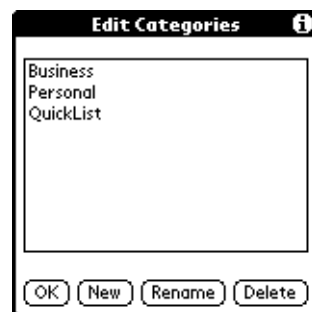 Edit Categories i
Business
Personal
QuickList
OK New Rename Delete